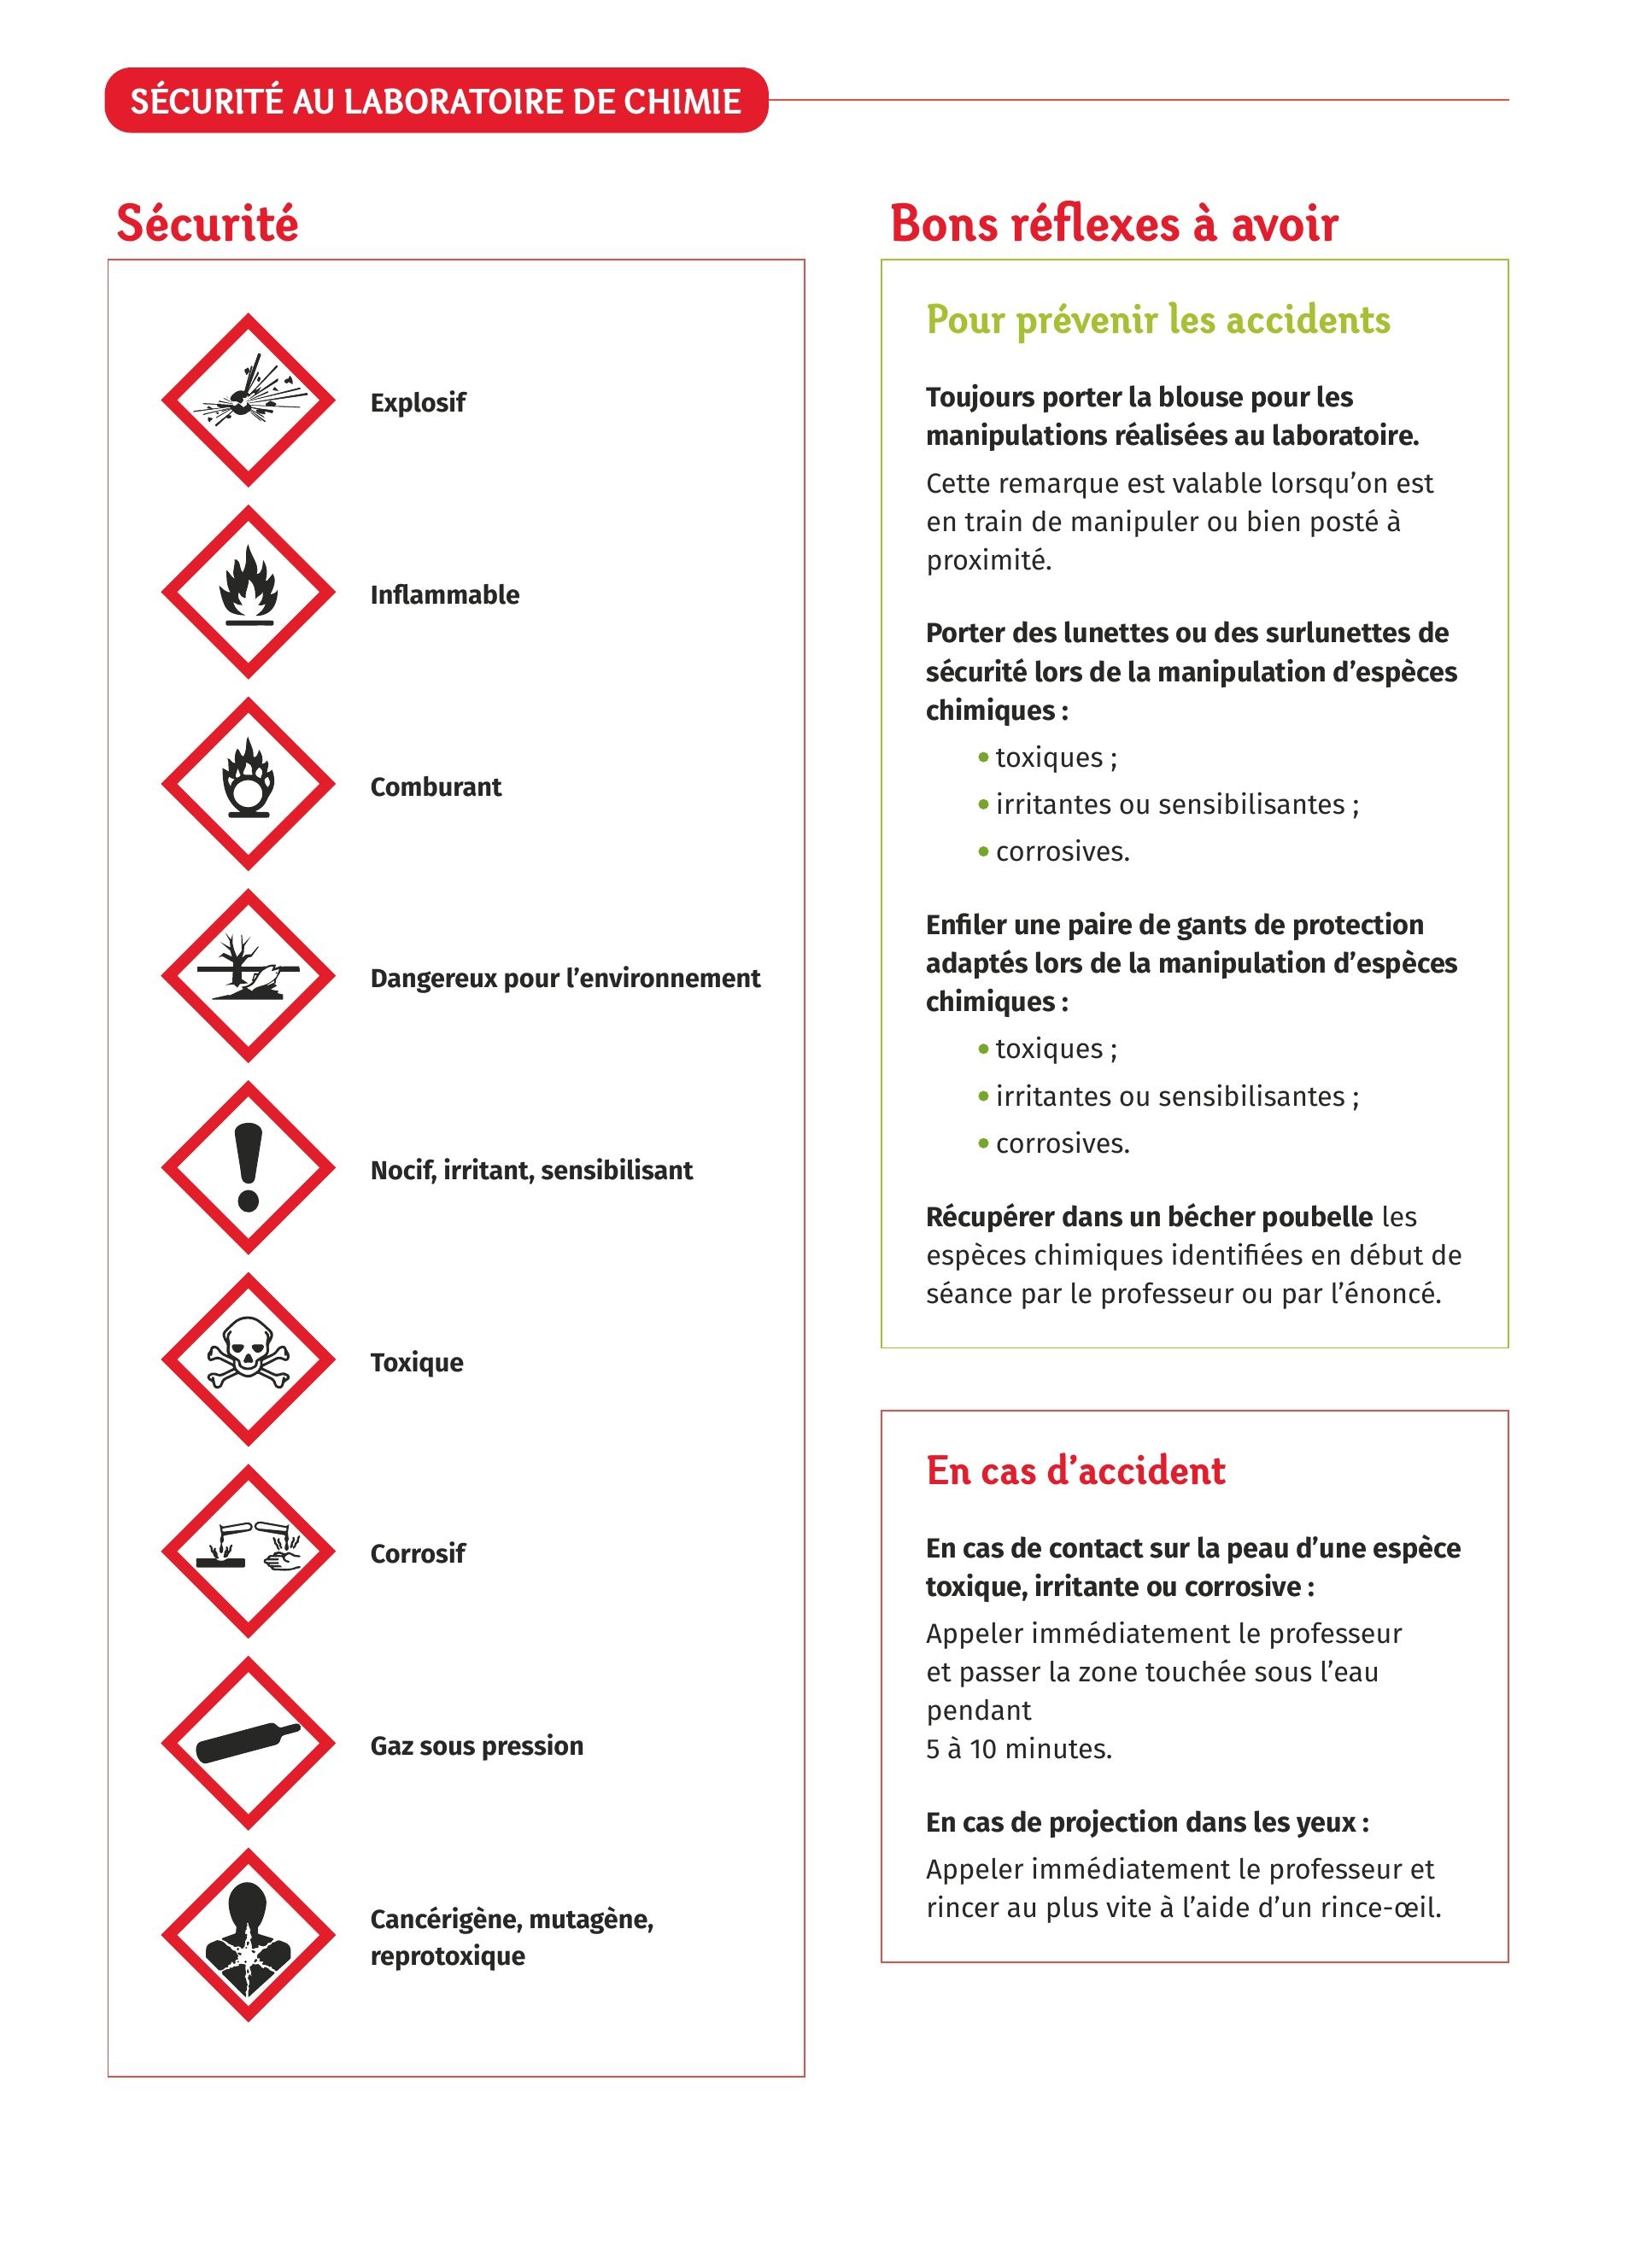 SÉCURITÉ AU LABORATOIRE DE CHIMIE
Sécurité
Explosif
Inflammable
Comburant
Dangereux pour l’environnement
Nocif, irritant, sensibilisant
Toxique
Corrosif
Gaz sous pression
Cancérigène, mutagène,
reprotoxique
Bons réflexes à avoir
Pour prévenir les accidents
Toujours porter la blouse pour les
manipulations réalisées au laboratoire.
Cette remarque est valable lorsqu’on est
en train de manipuler ou bien posté à
proximité.
Porter des lunettes ou des surlunettes de
sécurité lors de la manipulation d’espèces
chimiques :
• toxiques ;
• irritantes ou sensibilisantes ;
• corrosives.
Enfiler une paire de gants de protection
adaptés lors de la manipulation d’espèces
chimiques :
• toxiques ;
• irritantes ou sensibilisantes ;
• corrosives.
Récupérer dans un bécher poubelle les
espèces chimiques identifiées en début de
séance par le professeur ou par l’énoncé.
En cas d’accident
En cas de contact sur la peau d’une espèce
toxique, irritante ou corrosive :
Appeler immédiatement le professeur
et passer la zone touchée sous l’eau
pendant
5 à 10 minutes.
En cas de projection dans les yeux :
Appeler immédiatement le professeur et
rincer au plus vite à l’aide d’un rince-œil.